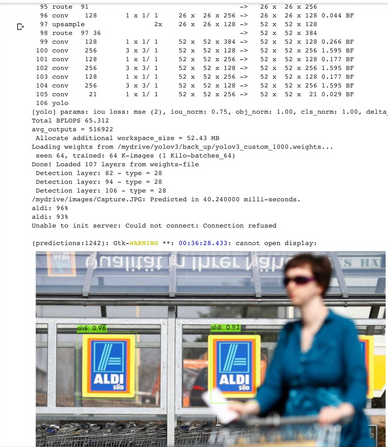 95 route 91 -> 26 x 26 x 256
96 conv 128 1 x 1/ 1 26 x 26 x 256 -> 26 x 26 x 128 0.044 BF
97 upsample 2x 26 x 26 x 128 -> 52 x 52 x 128
98 route 97 36 -> 52 x 52 x 384
99 conv 128 1 x 1/ 1 52 x 52 x 384 -> 52 x 52 x 128 0.266 BF
100 conv 256 3 x 3/ 1 52 x 52 x 128 -> 52 x 52 x 256 1.595 BF
101 conv 128 1 x 1/ 1 52 x 52 x 256 -> 52 x 52 x 128 0.177 BF
102 conv 256 3 x 3/ 1 52 x 52 x 128 -> 52 x 52 x 256 1.595 BF
103 conv 128 1 x 1/ 1 52 x 52 x 256 -> 52 x 52 x 128 0.177 BF
104 conv 256 3 x 3/ 1 52 x 52 x 128 -> 52 x 52 x 256 1.595 BF
105 conv 21 1 x 1/ 1 52 x 52 x 256 -> 52 x 52 x 21 0.029 BF
106 yolo
[yolo] params: iou loss: mse (2), iou_norm: 0.75, obj_norm: 1.00, cls_norm: 1.00, delta_
Total BFLOPS 65.312
avg_outputs = 516922
Allocate additional workspace_size = 52.43 MB
Loading weights from /mydrive/yolov3/back_up/yolov3_custom_1000.weights...
seen 64, trained: 64 K-images (1 Kilo-batches_64)
Done! Loaded 107 layers from weights-file
Detection layer: 82 - type = 28
Detection layer: 94 - type = 28
Detection layer: 106 - type = 28
/mydrive/images/Capture.JPG: Predicted in 40.240000 milli-seconds.
aldi: 96%
aldi: 93%
Unable to init server: Could not connect: Connection refused
(predictions:1242): Gtk-WARNING **: 00:36:28.433: cannot open display:
Qualität in Ihrer
aldi: 0.96
aldi: 0.93
ALDI
SÜD
ALDI
SÜD